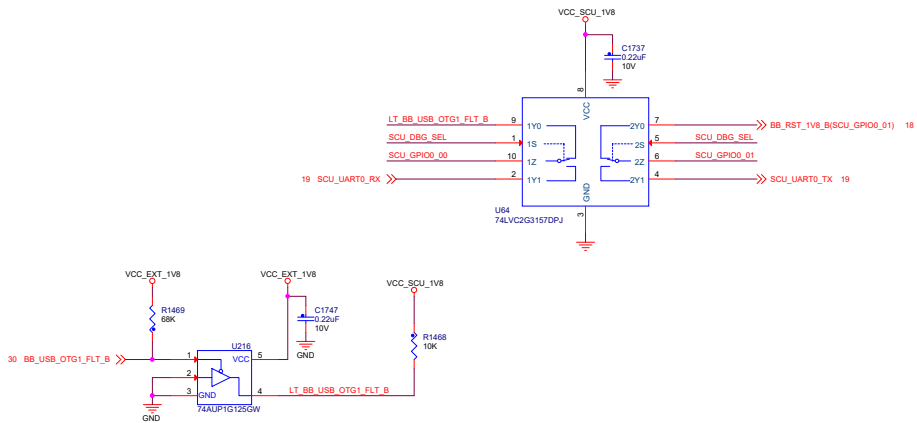 VCC_SCU_1V8
C1737
0.22uF
10V
8
VCC
LT_BB_USB_OTG1_FLT_B 9 1Y0 2Y0 7 BB_RST_1V8_B(SCU_GPIO0_01) 18
SCU_DBG_SEL 1 1S 2S 5 SCU_DBG_SEL
SCU_GPIO0_00 10 1Z 2Z 6 SCU_GPIO0_01
19 SCU_UART0_RX 2 1Y1 2Y1 4 SCU_UART0_TX 19
GND
3
U64
74LVC2G3157DPJ
VCC_EXT_1V8 VCC_EXT_1V8 VCC_SCU_1V8
R1469
68K
C1747
0.22uF
10V
GND
R1468
10K
U216
30 BB_USB_OTG1_FLT_B 1 VCC 5
2
3 GND 4 LT_BB_USB_OTG1_FLT_B
74AUP1G125GW
GND